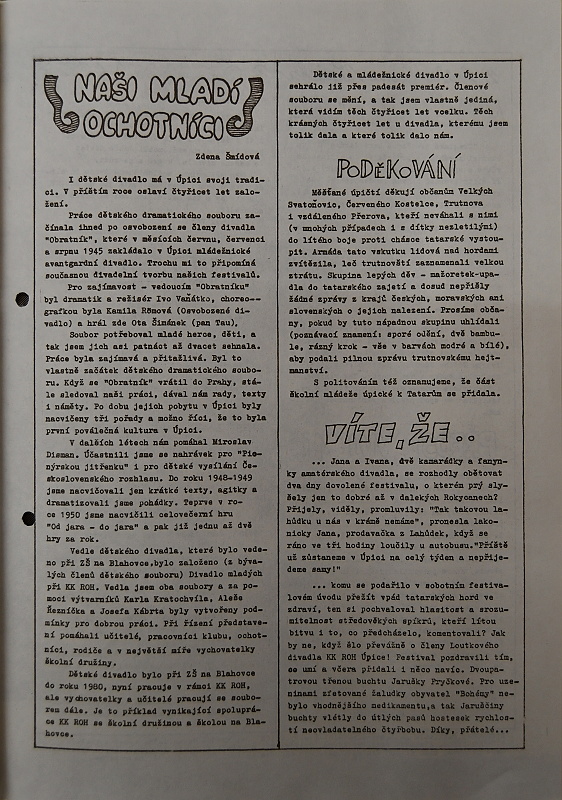 NAŠI MLADÍ
OCHOTNÍCI
Zdena Šmídová
I dětské divadlo má v Úpici svoji tradi-
ci. V příštím roce oslaví čtyřicet let zalo-
žení.
Práce dětského dramatického souboru za-
čínala ihned po osvobození se členy divadla
"Obratník", které v měsících červnu, červenci
a srpnu 1945 zakládalo v Úpici mládežnické
avantgardní divadlo. Trochu mi to připomíná
současnou divadelní tvorbu našich festivalů.
Pro zajímavost - vedoucím "Obratníku"
byl dramatik a režisér Ivo Vaňátko, choreo--
grafkou byla Kamila Römová (Osvobozené di-
vadlo) a hrál zde Ota Šimánek (pan Tau).
Soubor potřeboval mladé herce, děti, a
tak jsem jich asi patnáct až dvacet sehnala.
Práce byla zajímavá a přitažlivá. Byl to
vlastně začátek dětského dramatického soubo-
ru. Když se "Obratník" vrátil do Prahy, stá-
le sledoval naši práci, dával nám rady, texty
i náměty. Po dobu jejich pobytu v Úpici byly
nacvičeny tři pořady a možno říci, že to byla
první poválečná kultura v Úpici.
V dalších létech nám pomáhal Miroslav
Disman. Účastnili jsme se nahrávek pro "Pio-
nýrskou jitřenku" i pro dětské vysílání Če-
skoslovenského rozhlasu. Do roku 1948-1949
jsme nacvičovali jen krátké texty, agitky a
dramatizovali jsme pohádky. Teprve v ro-
ce 1950 jsme nacvičili celovečerní hru
"Od jara - do jara" a pak již jednu až dvě
hry za rok.
Vedle dětského divadla, které bylo vede-
no při ZŠ na Blahovce,bylo založeno (z býva-
lých členů dětského souboru) Divadlo mladých
při KK ROH. Vedla jsem oba soubory a za po-
moci výtvarníků Karla Kratochvíla, Aleše
Řezníčka a Josefa Kábrta byly vytvořeny pod-
mínky pro dobrou práci. Při řízení představe-
ní pomáhali učitelé, pracovníci klubu, ochot-
níci, rodiče a v největší míře vychovatelky
školní družiny.
Dětské divadlo bylo při ZŠ na Blahovce
do roku 1980, nyní pracuje v rámci KK ROH,
ale vychovatelky a učitelé pracují se soubo-
rem dále. Je to příklad vynikající spoluprá-
ce KK ROH se školní družinou a školou na Bla-
hovce.
Dětské a mládežnické divadlo v Úpici
sehrálo již přes padesát premiér. Členové
souboru se mění, a tak jsem vlastně jediná,
která vidím těch čtyřicet let vcelku. Těch
krásných čtyřicet let u divadla, kterému jsem
tolik dala a které tolik dalo nám.
PODĚKOVÁNÍ
Měšťané úpičtí děkují občanům Velkých
Svatoňovic, Červeného Kostelce, Trutnova
i vzdáleného Přerova, kteří neváhali s nimi
(v mnohých případech i s dítky nezletilými)
do lítého boje proti chásce tatarské vystou-
pit. Armáda tato vskutku lidová nad hordami
zvítězila, leč trutnovští zaznamenali velkou
ztrátu. Skupina lepých děv - mažoretek-upa-
dla do tatarského zajetí a dosud nepřišly
žádné zprávy z krajů českých, moravských ani
slovenských o jejich nalezení. Prosíme obča-
ny, pokud by tuto nápadnou skupinu uhlídali
(poznávací znamení: sporé odění, dvě bambu-
le, rázný krok - vše v barvách modré a bílé),
aby podali pilnou zprávu trutnovskému hejt-
manství.
S politováním též oznamujeme, že část
školní mládeže úpické k Tatarům se přidala.
VÍTE, ŽE..
... Jana a Ivana, dvě kamarádky a fanyn-
ky amatérského divadla, se rozhodly obětovat
dva dny dovolené festivalu, o kterém prý sly-
šely jen to dobré až v dalekých Rokycanech?
Přijely, viděly, promluvily: "Tak takovou la-
hůdku u nás v krámě nemáme", pronesla lako-
nicky Jana, prodavačka z Lahůdek, když se
ráno ve tři hodiny loučily u autobusu."Příště
už zůstaneme v Úpici na celý týden a nepřije-
deme samy!"
... komu se podařilo v sobotním festiva-
lovém úvodu přežít vpád tatarských hord ve
zdraví, ten si pochvaloval hlasitost a srozu-
mitelnost středověkých spíkrů, kteří lítou
bitvu i to, co předcházelo, komentovali? Jak
by ne, když šlo převážně o členy Loutkového
divadla KK ROH Úpice! Festival pozdravili tím,
se umí a včera přidali i něco navíc. Dvoupa-
trovou třenou buchtu Jarušky Fryčkové. Pro uze-
ninami zfetované žaludky obyvatel "Bohémy" ne-
bylo vhodnějšího medikamentu,a tak Jaruščiny
buchty vlétly do útlých pasů hostesek rychlos-
tí neovladatelného čtyřbobu. Díky, přátelé...